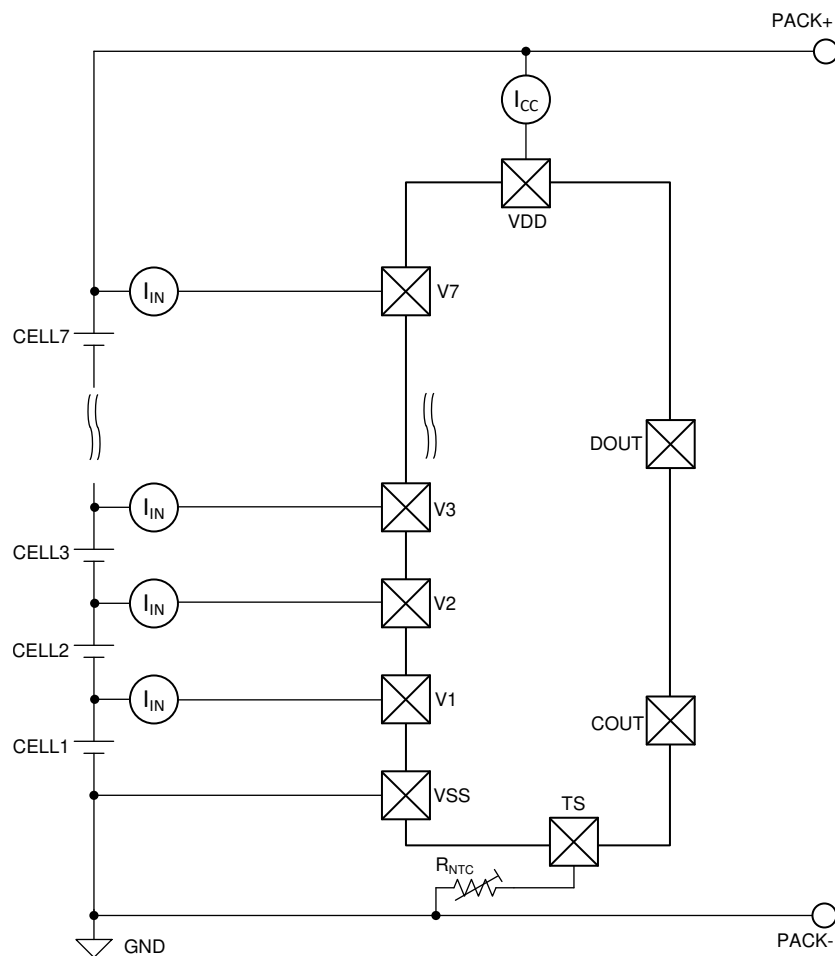 PACK+
ICC
VDD
IIN
V7
CELL7
DOUT
IIN
V3
CELL3
IIN
V2
CELL2
IIN
V1
COUT
CELL1
VSS
TS
RNTC
GND
PACK-